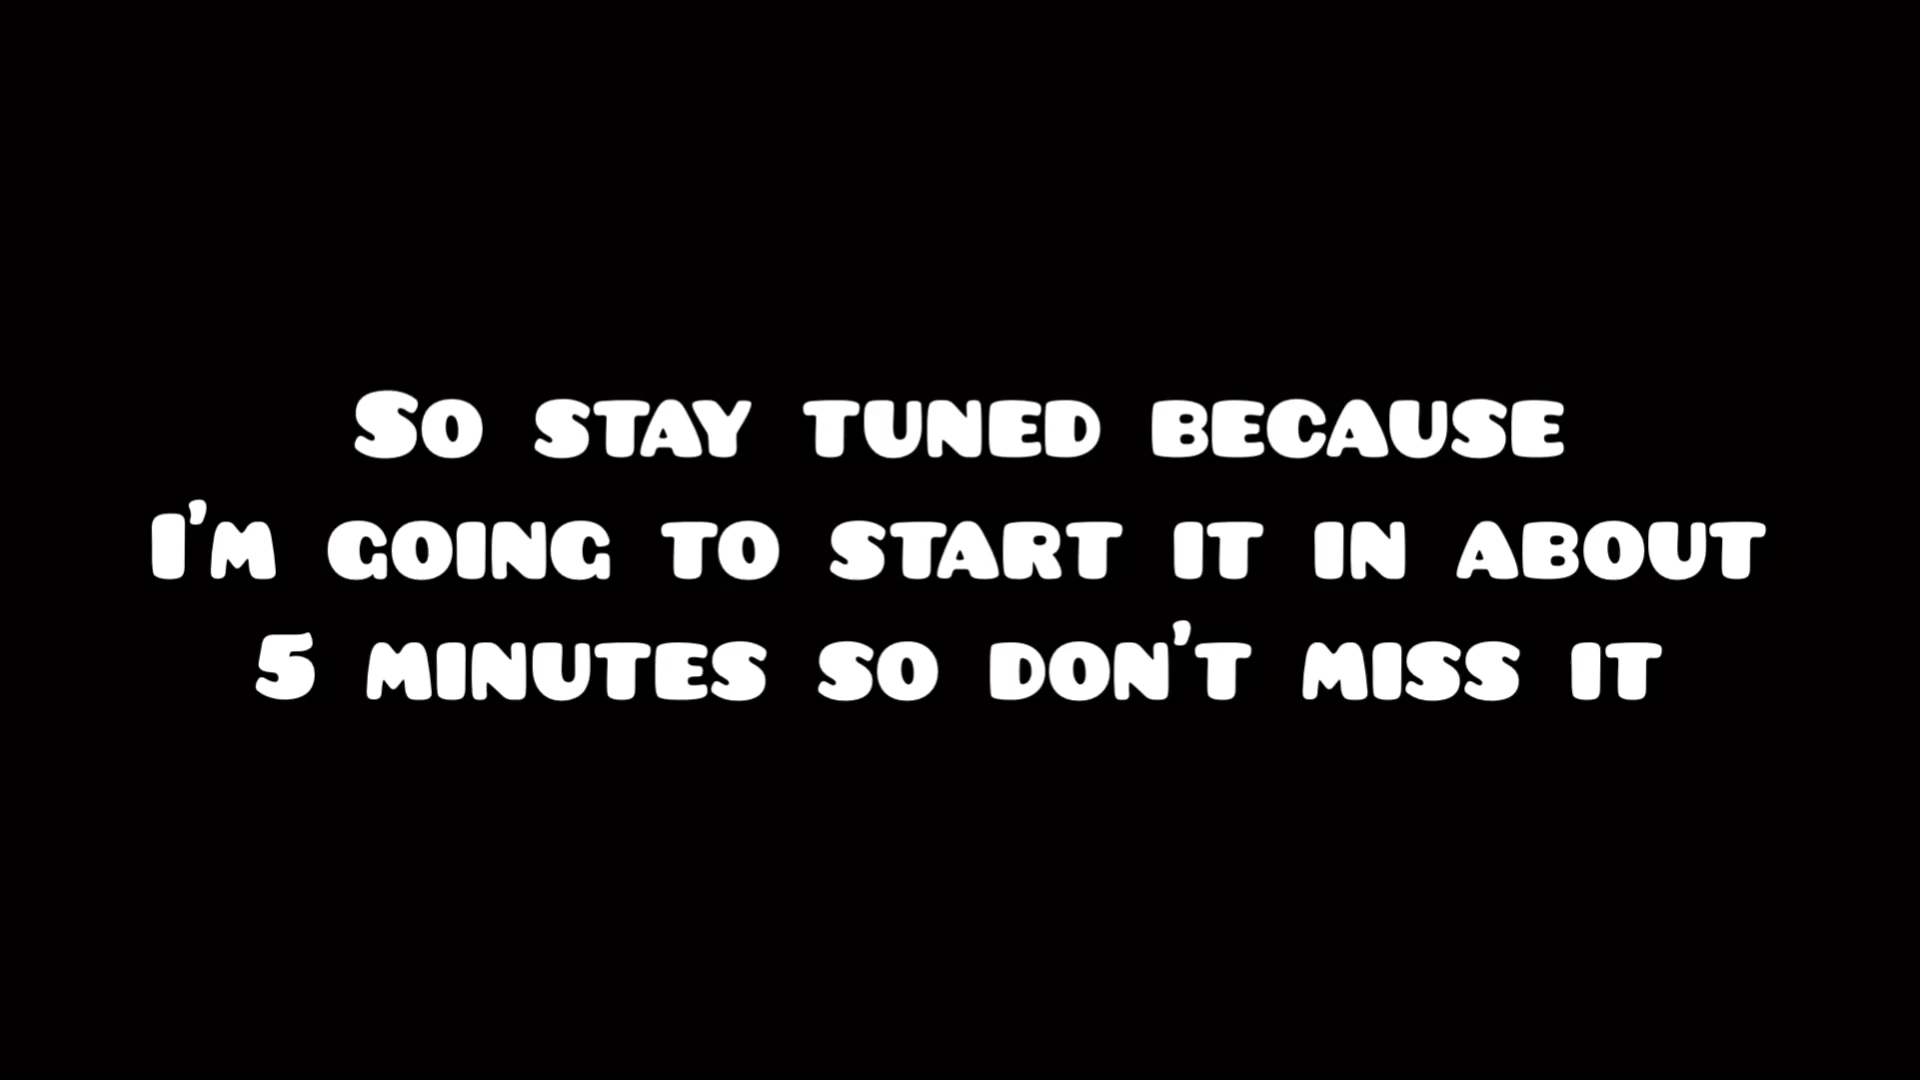 So stay tuned because
I'm going to start it in about
5 minutes so don't miss it